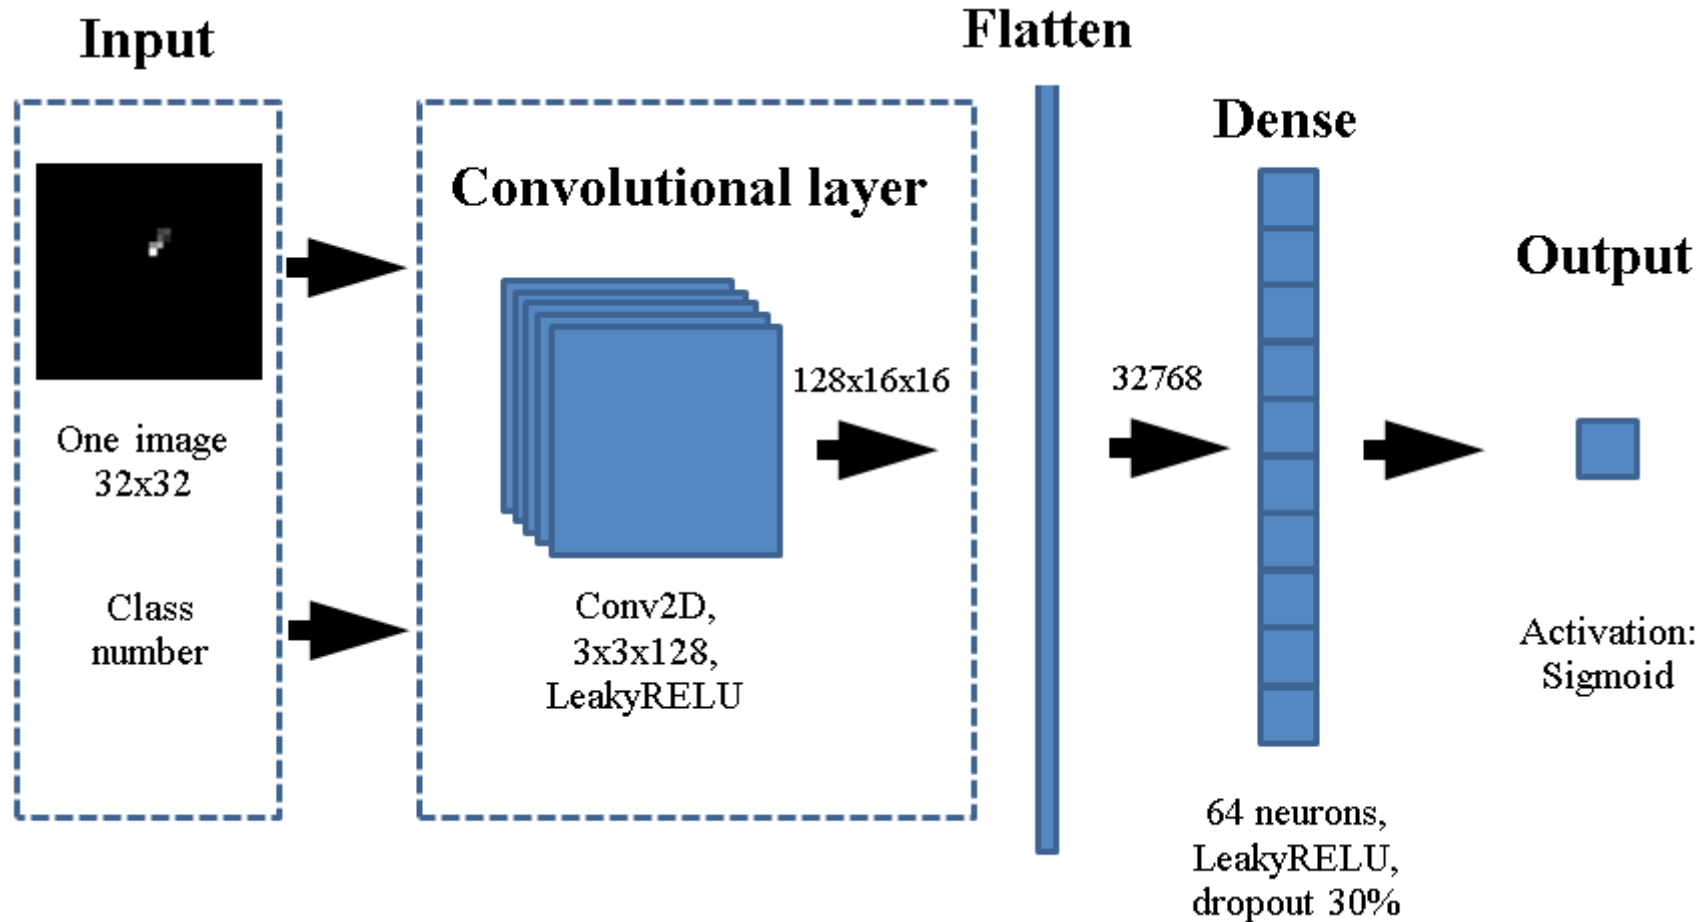 Input
One image
32x32
Class
number
Convolutional layer
Conv2D,
3x3x128,
LeakyRELU
128x16x16
Flatten
32768
Dense
64 neurons,
LeakyRELU,
dropout 30%
Output
Activation:
Sigmoid